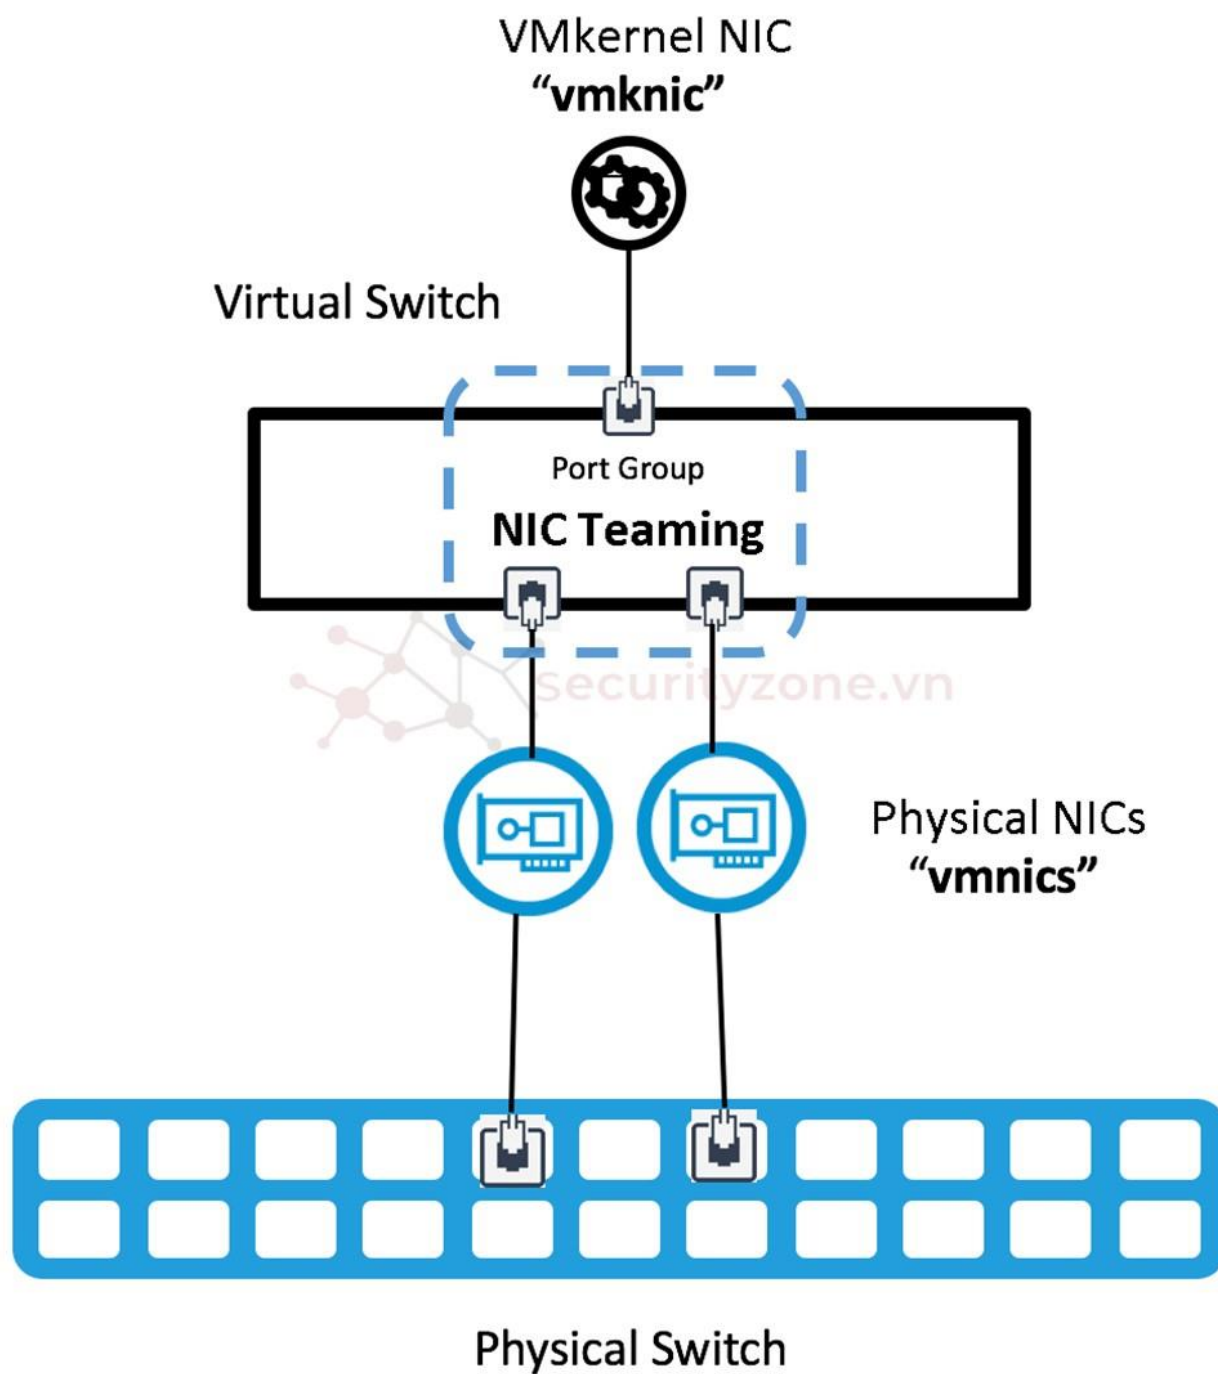 VMkernel NIC
“vmknic”
Virtual Switch
Port Group
NIC Teaming
securityzone.vn
Physical NICs
“vmnics”
Physical Switch